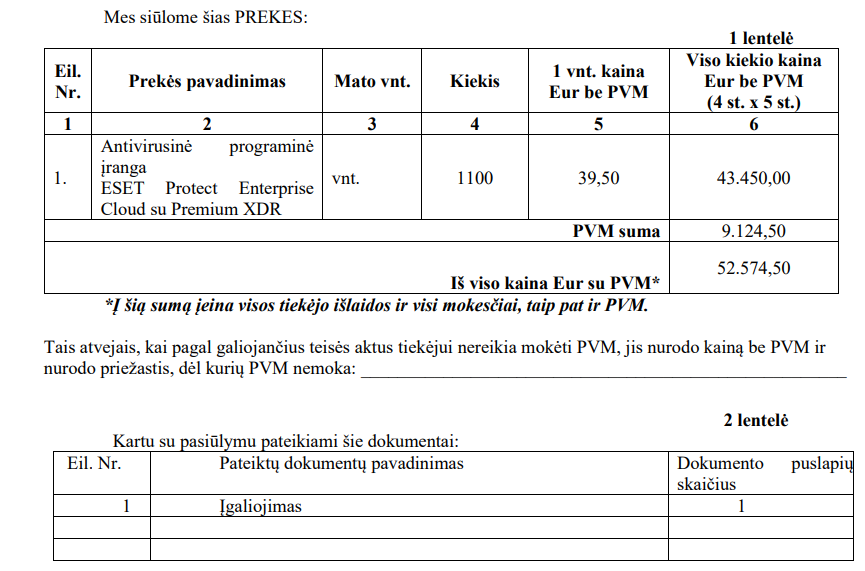 Mes siūlome šias PREKES:
1 lentelė
Eil. Nr.
Prekės pavadinimas
Mato vnt.
Kiekis
1 vnt. kaina
Eur be PVM
Viso kiekio kaina
Eur be PVM
(4 st. x 5 st.)
1 2 3 4 5 6
1.
Antivirusinė programinė
įranga
ESET Protect Enterprise
Cloud su Premium XDR
vnt.
1100
39,50
43.450,00
PVM suma 9.124,50
Iš viso kaina Eur su PVM* 52.574,50
*Į šią sumą įeina visos tiekėjo išlaidos ir visi mokesčiai, taip pat ir PVM.
Tais atvejais, kai pagal galiojančius teisės aktus tiekėjui nereikia mokėti PVM, jis nurodo kainą be PVM ir
nurodo priežastis, dėl kurių PVM nemoka: ______________________________________________________
2 lentelė
Kartu su pasiūlymu pateikiami šie dokumentai:
Eil. Nr.
Pateiktų dokumentų pavadinimas
Dokumento puslapių
skaičius
1 Įgaliojimas 1